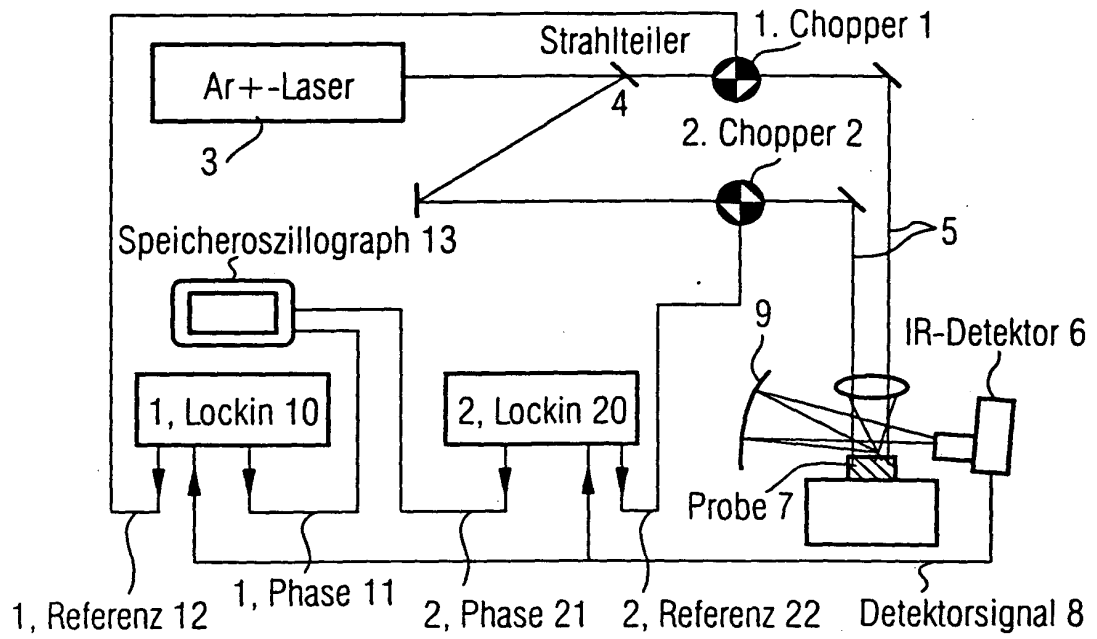 1. Chopper 1
Strahlteiler
Ar+-Laser
4
3
2. Chopper 2
5
Speicheroszillograph 13
9
IR-Detektor 6
1, Lockin 10
2, Lockin 20
Probe 7
1, Phase 11
1, Referenz 12
2, Phase 21
2, Referenz 22
Detektorsignal 8